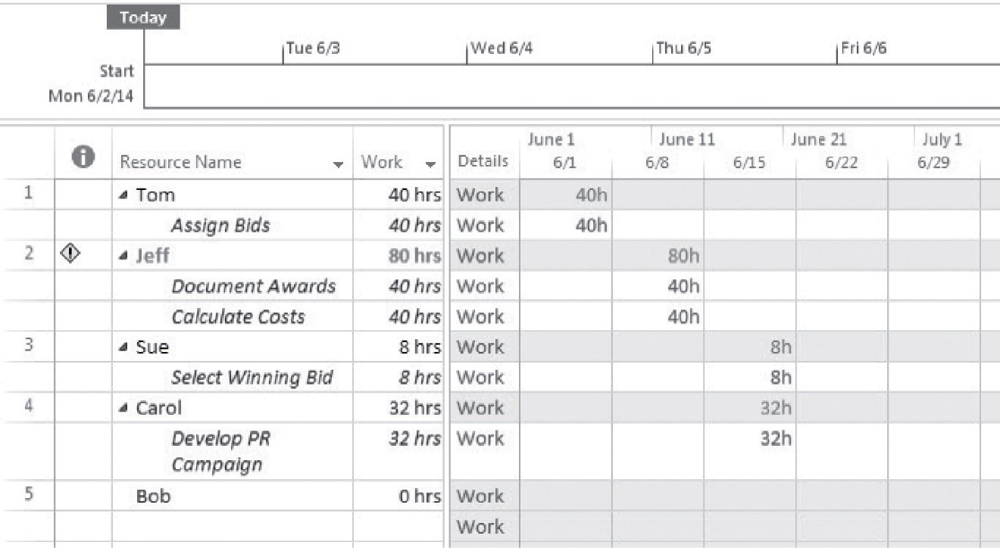 Today
Tue 6/3 Wed 6/4 Thu 6/5 Fri 6/6
Start
Mon 6/2/14
June 1 June 11 June 21 July 1
Resource Name Work Details 6/1 6/8 6/15 6/22 6/29
1 Tom 40 hrs Work 40h
Assign Bids 40 hrs Work 40h
2 Jeff 80 hrs Work 80h
Document Awards 40 hrs Work 40h
Calculate Costs 40 hrs Work 40h
3 Sue 8 hrs Work 8h
Select Winning Bid 8 hrs Work 8h
4 Carol 32 hrs Work 32h
Develop PR 32 hrs Work 32h
Campaign
5 Bob 0 hrs Work
Work